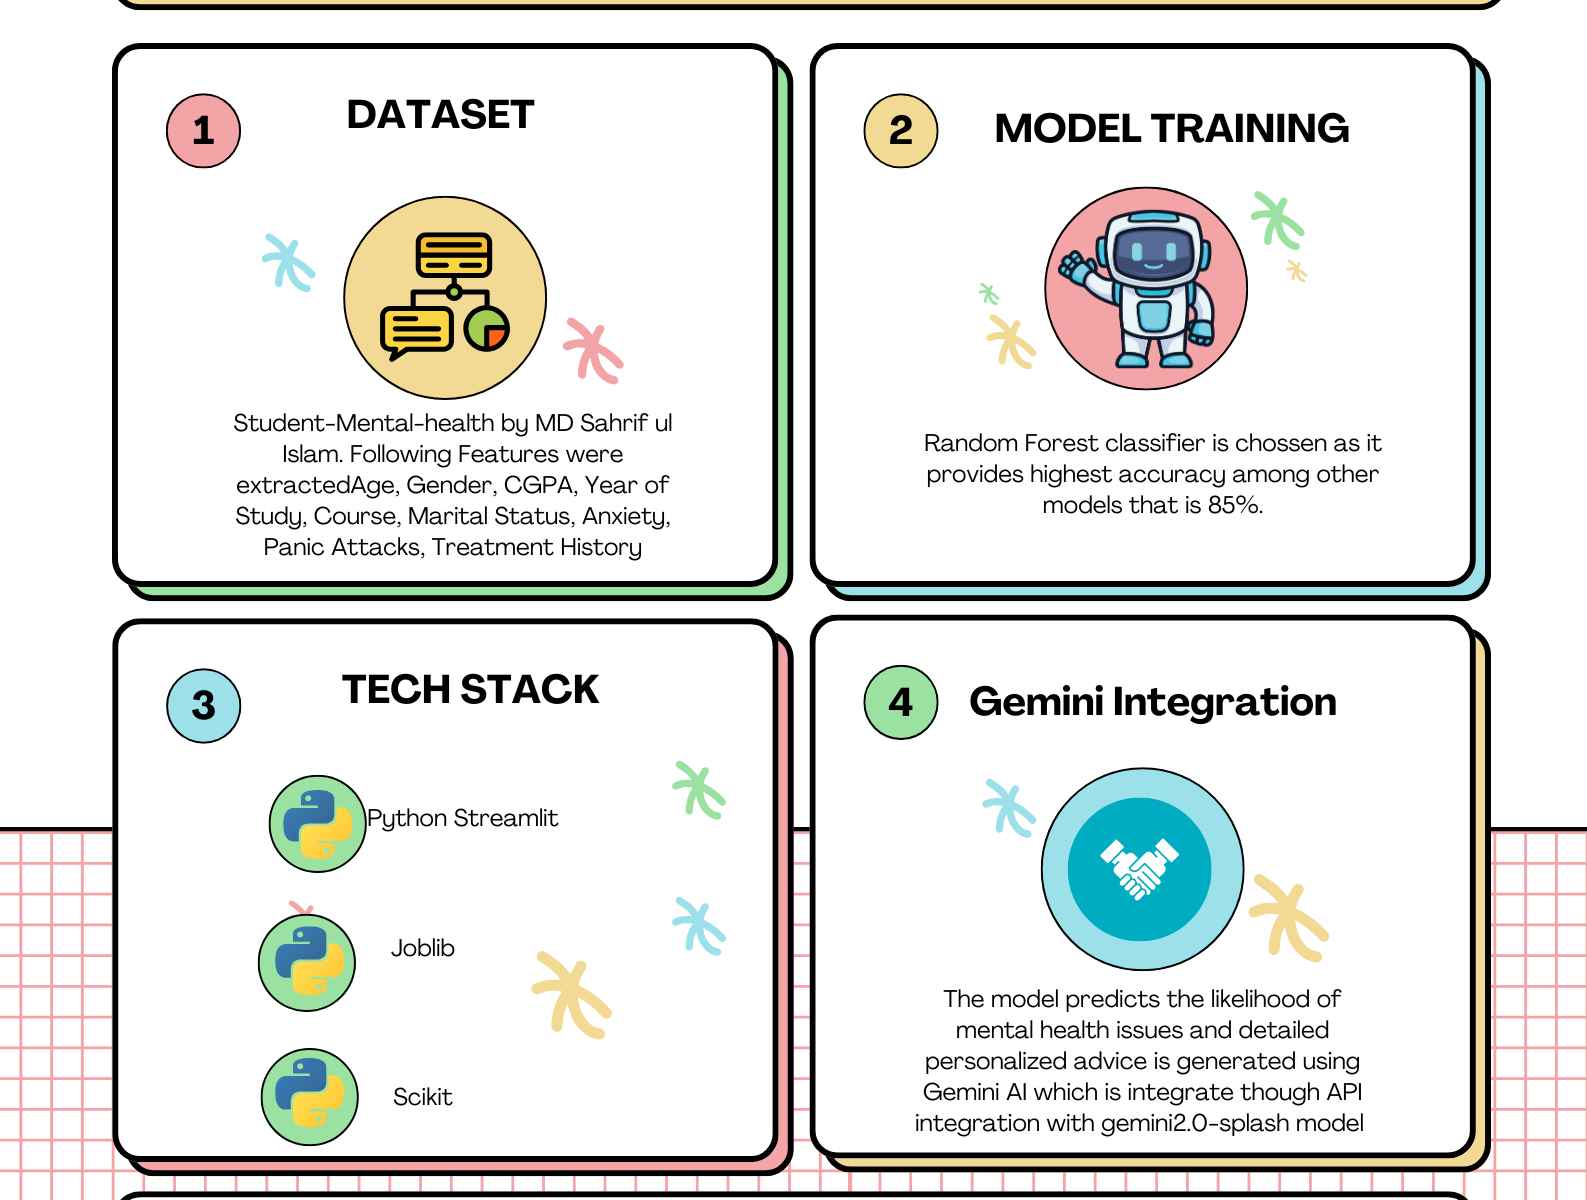 1
DATASET
Student-Mental-health by MD Sahrif ul
Islam. Following Features were
extractedAge, Gender, CGPA, Year of
Study, Course, Marital Status, Anxiety,
Panic Attacks, Treatment History
2
MODEL TRAINING
Random Forest classifier is chossen as it
provides highest accuracy among other
models that is 85%.
3
TECH STACK
Python Streamlit
Joblib
Scikit
4
Gemini Integration
The model predicts the likelihood of
mental health issues and detailed
personalized advice is generated using
Gemini AI which is integrate though API
integration with gemini2.0-splash model